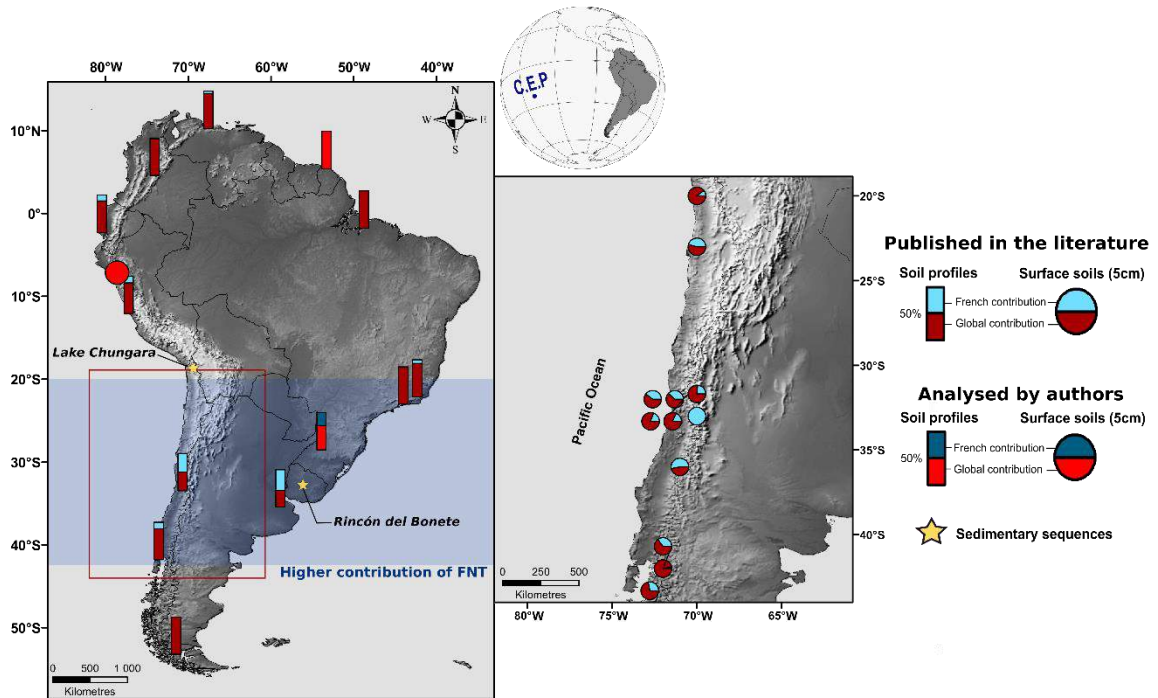 80°W 70°W 60°W 50°W 40°W
N
W E
S
C.E.P
10°N
0°
10°S
20°S
30°S
40°S
50°S
Lake Chungara
Rincón del Bonete
Higher contribution of FNT
0 500 1 000
Kilometres
20°S
25°S
30°S
35°S
40°S
Pacific Ocean
0 250 500
Kilometres
80°W 75°W 70°W 65°W
Published in the literature
Soil profiles Surface soils (5cm)
50%
French contribution
Global contribution
Analysed by authors
Soil profiles Surface soils (5cm)
50%
French contribution
Global contribution
Sedimentary sequences